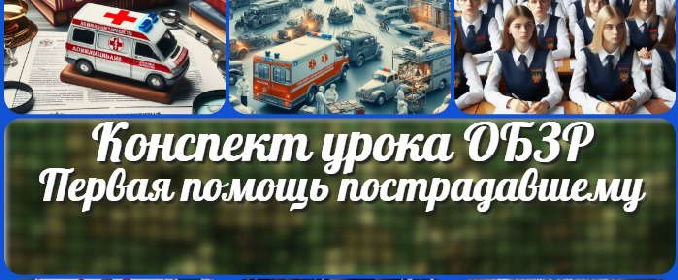 Конспект урока ОБЗР
Первая помощь пострадавшему